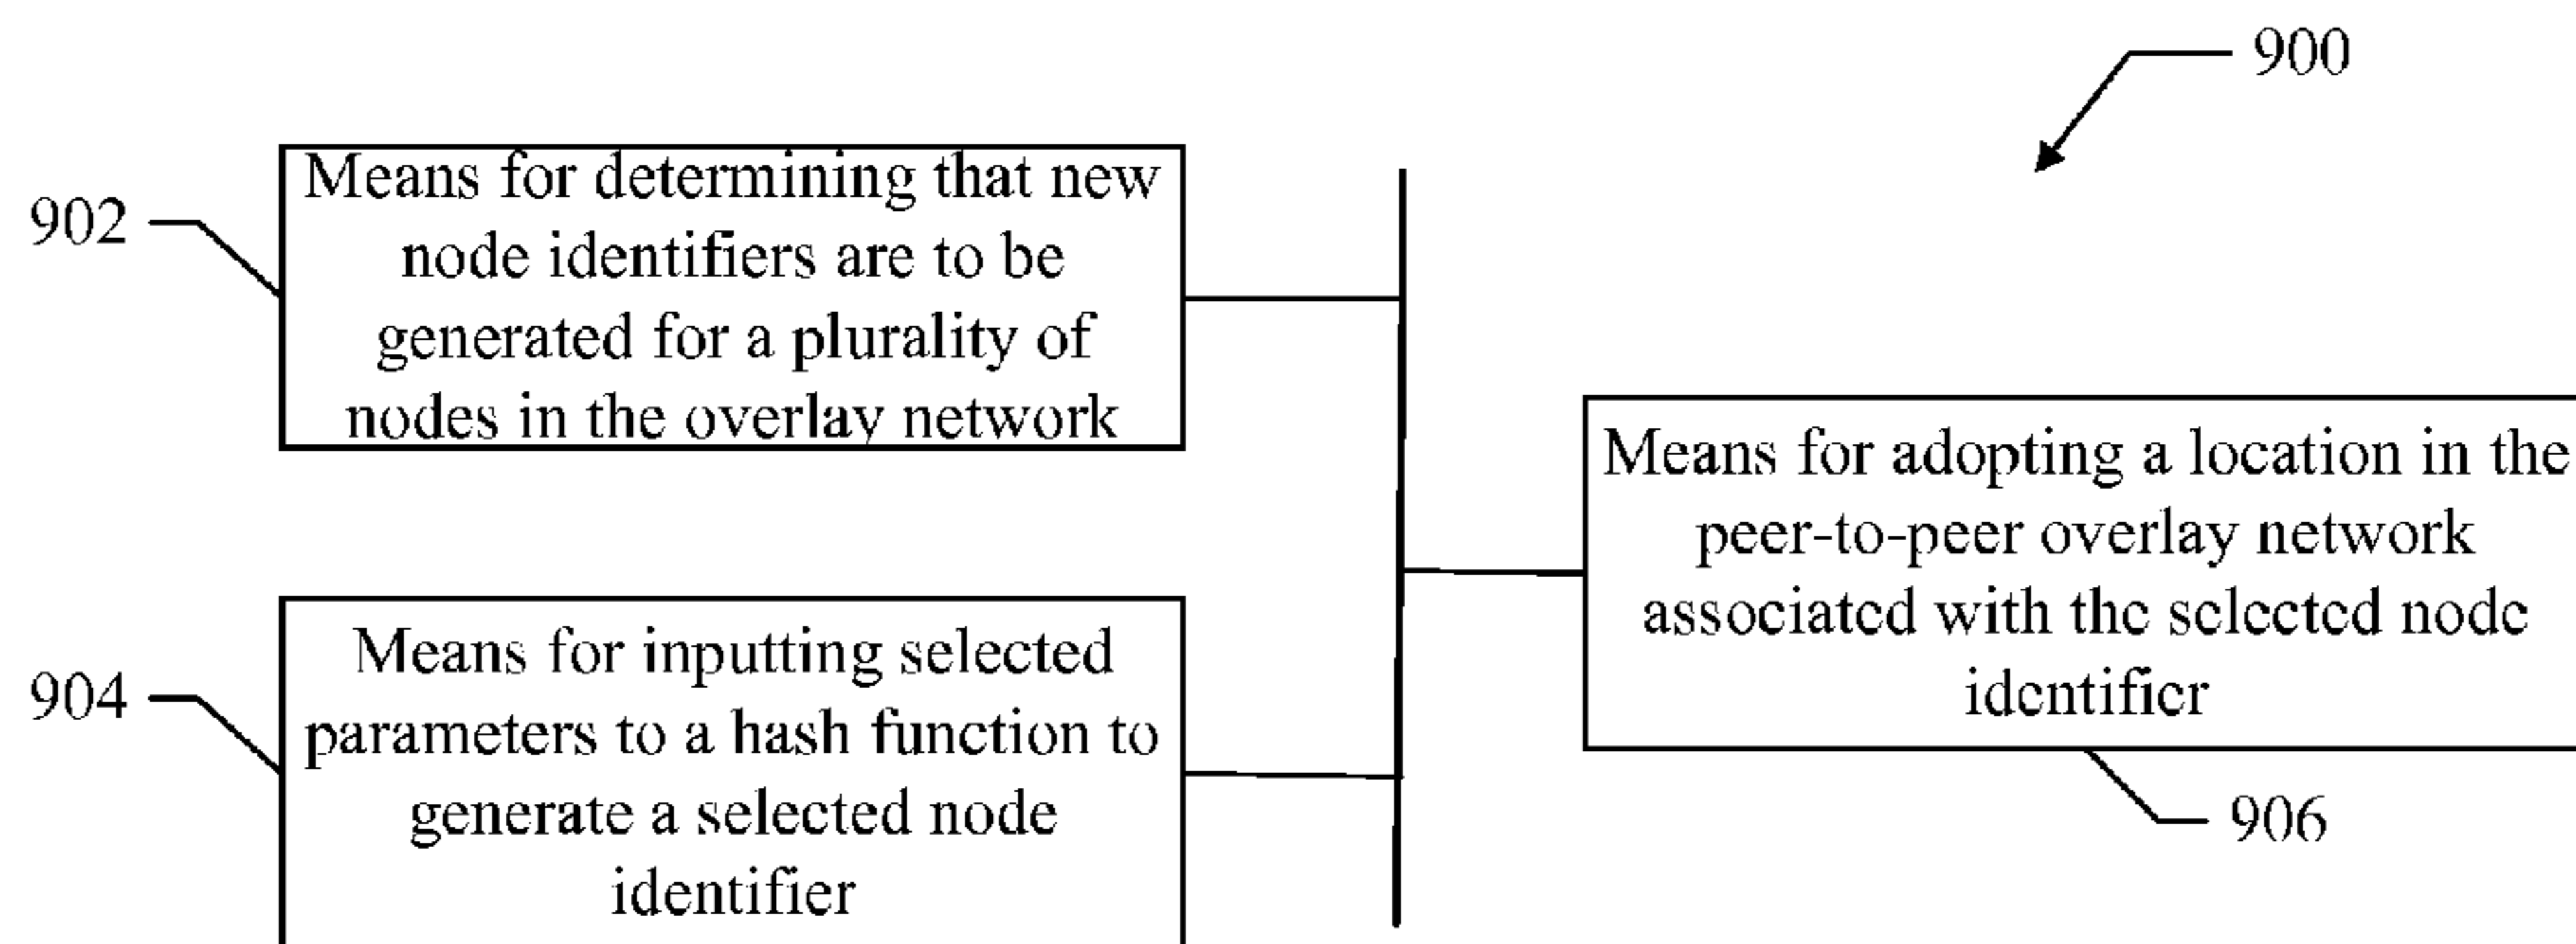 900
902
Means for determining that new
node identifiers are to be
generated for a plurality of
nodes in the overlay network
Means for adopting a location in the
peer-to-peer overlay network
associated with the selected node
identifier
904
Means for inputting selected
parameters to a hash function to
generate a selected node
identifier
906